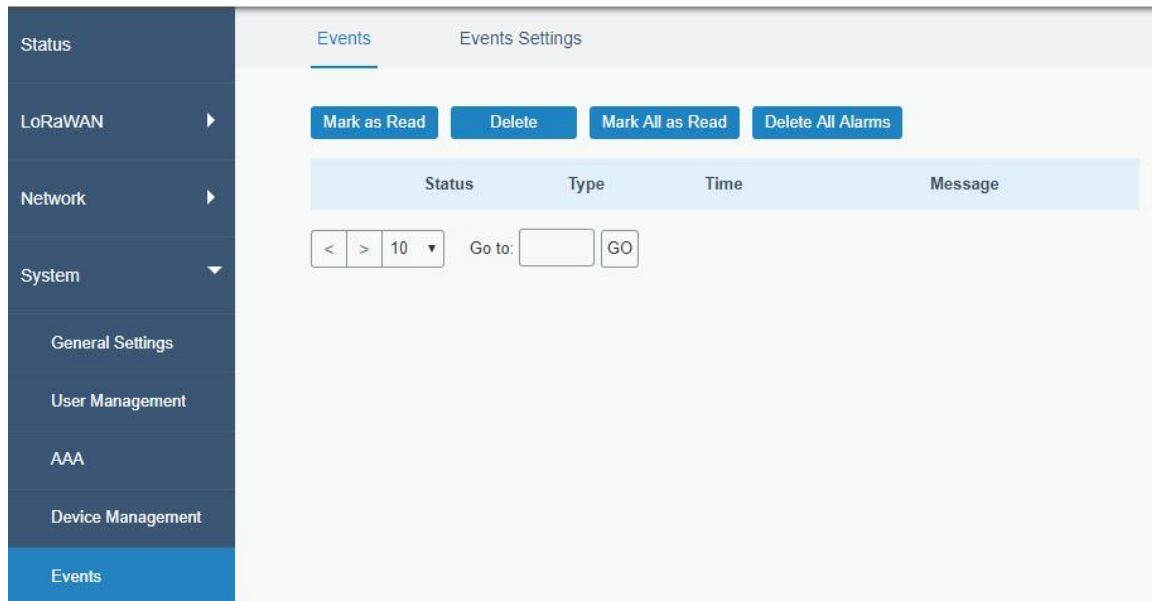 Status
LoRaWAN
Network
System
General Settings
User Management
AAA
Device Management
Events
Events Events Settings
Mark as Read Delete Mark All as Read Delete All Alarms
Status Type Time Message
< > 10 Go to: GO